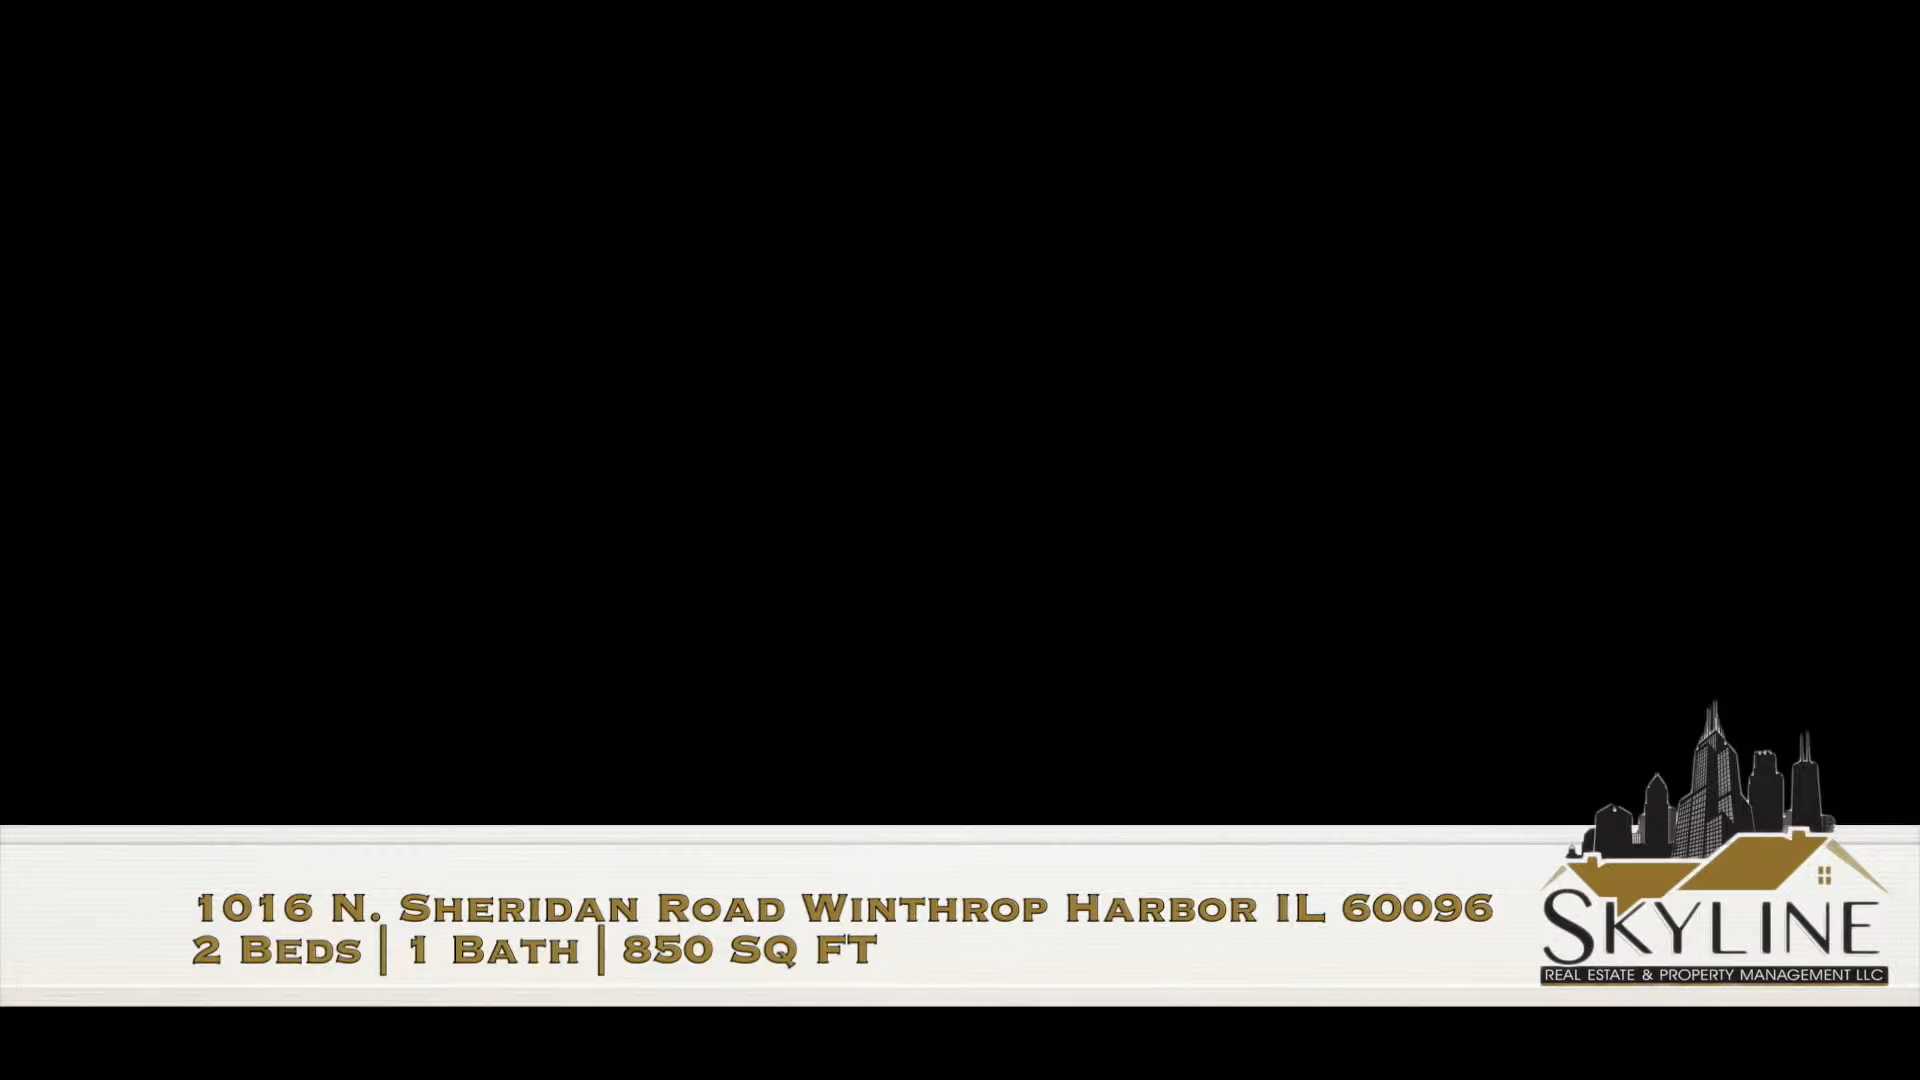 1016 N. Sheridan Road Winthrop Harbor IL 60096
2 Beds | 1 Bath | 850 SQ FT
SKYLINE
REAL ESTATE & PROPERTY MANAGEMENT LLC